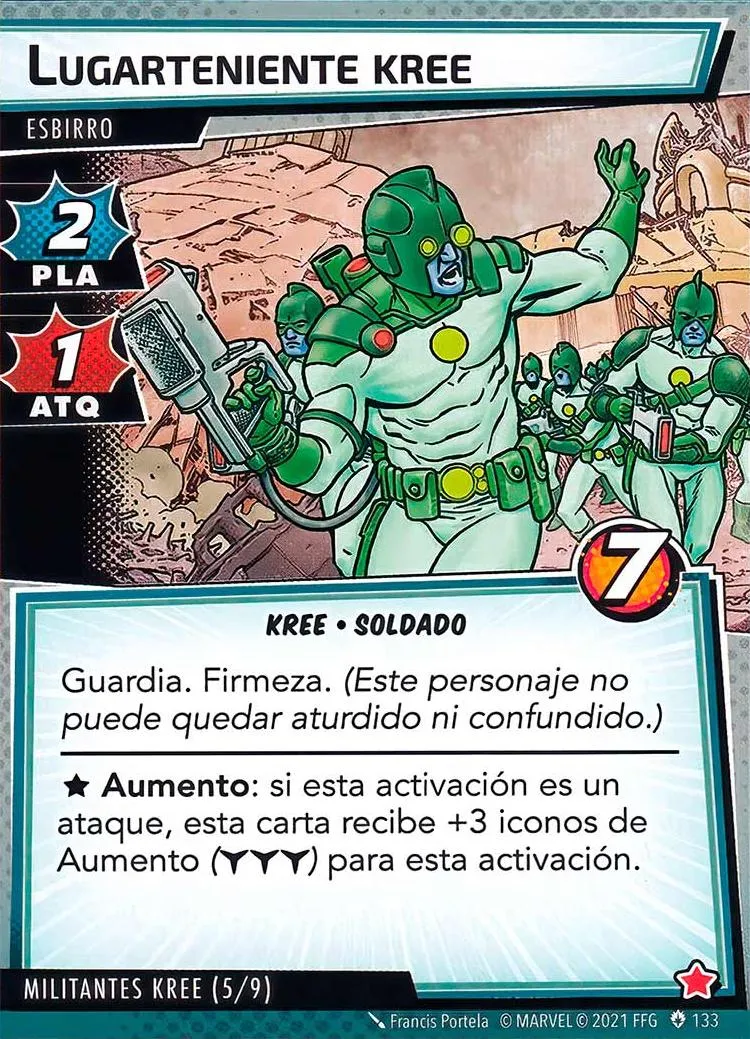 LUGARTENIENTE KREE
ESBIRRO
2
PLA
1
ATQ
7
KREE • SOLDADO
Guardia. Firmeza. (Este personaje no
puede quedar aturdido ni confundido.)
★ Aumento: si esta activación es un
ataque, esta carta recibe +3 iconos de
Aumento () para esta activación.
MILITANTES KREE (5/9)
Francis Portela © MARVEL © 2021 FFG 133